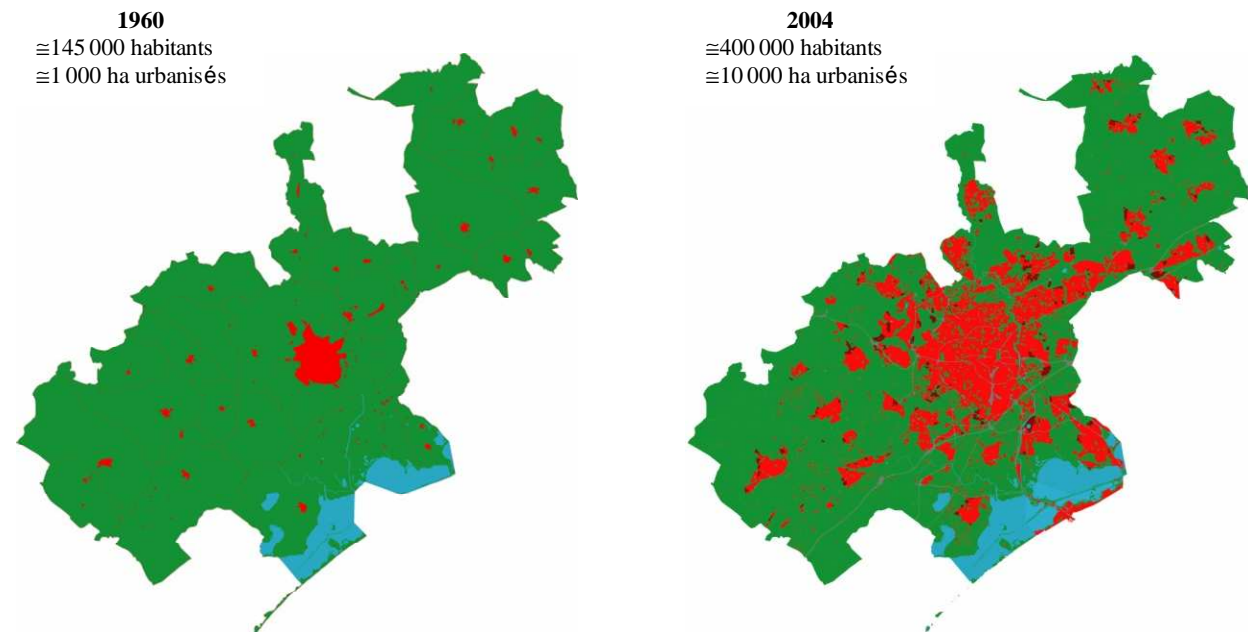 1960
≅145 000 habitants
≅1 000 ha urbanisés
2004
≅400 000 habitants
≅10 000 ha urbanisés